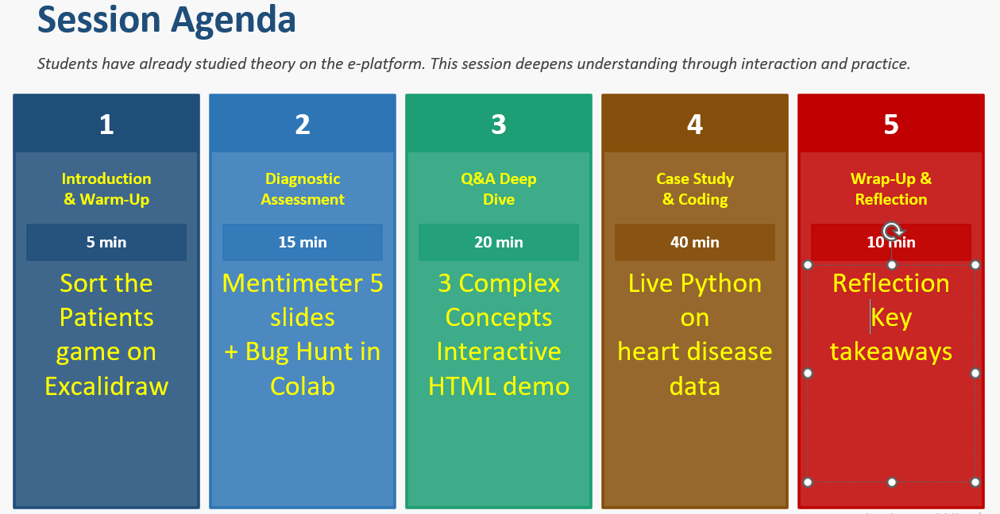 Session Agenda
Students have already studied theory on the e-platform. This session deepens understanding through interaction and practice.
1
Introduction
& Warm-Up
5 min
Sort the
Patients
game on
Excalidraw
2
Diagnostic
Assessment
15 min
Mentimeter 5
slides
+ Bug Hunt in
Colab
3
Q&A Deep
Dive
20 min
3 Complex
Concepts
Interactive
HTML demo
4
Case Study
& Coding
40 min
Live Python
on
heart disease
data
5
Wrap-Up &
Reflection
10 min
Reflection
Key
takeaways